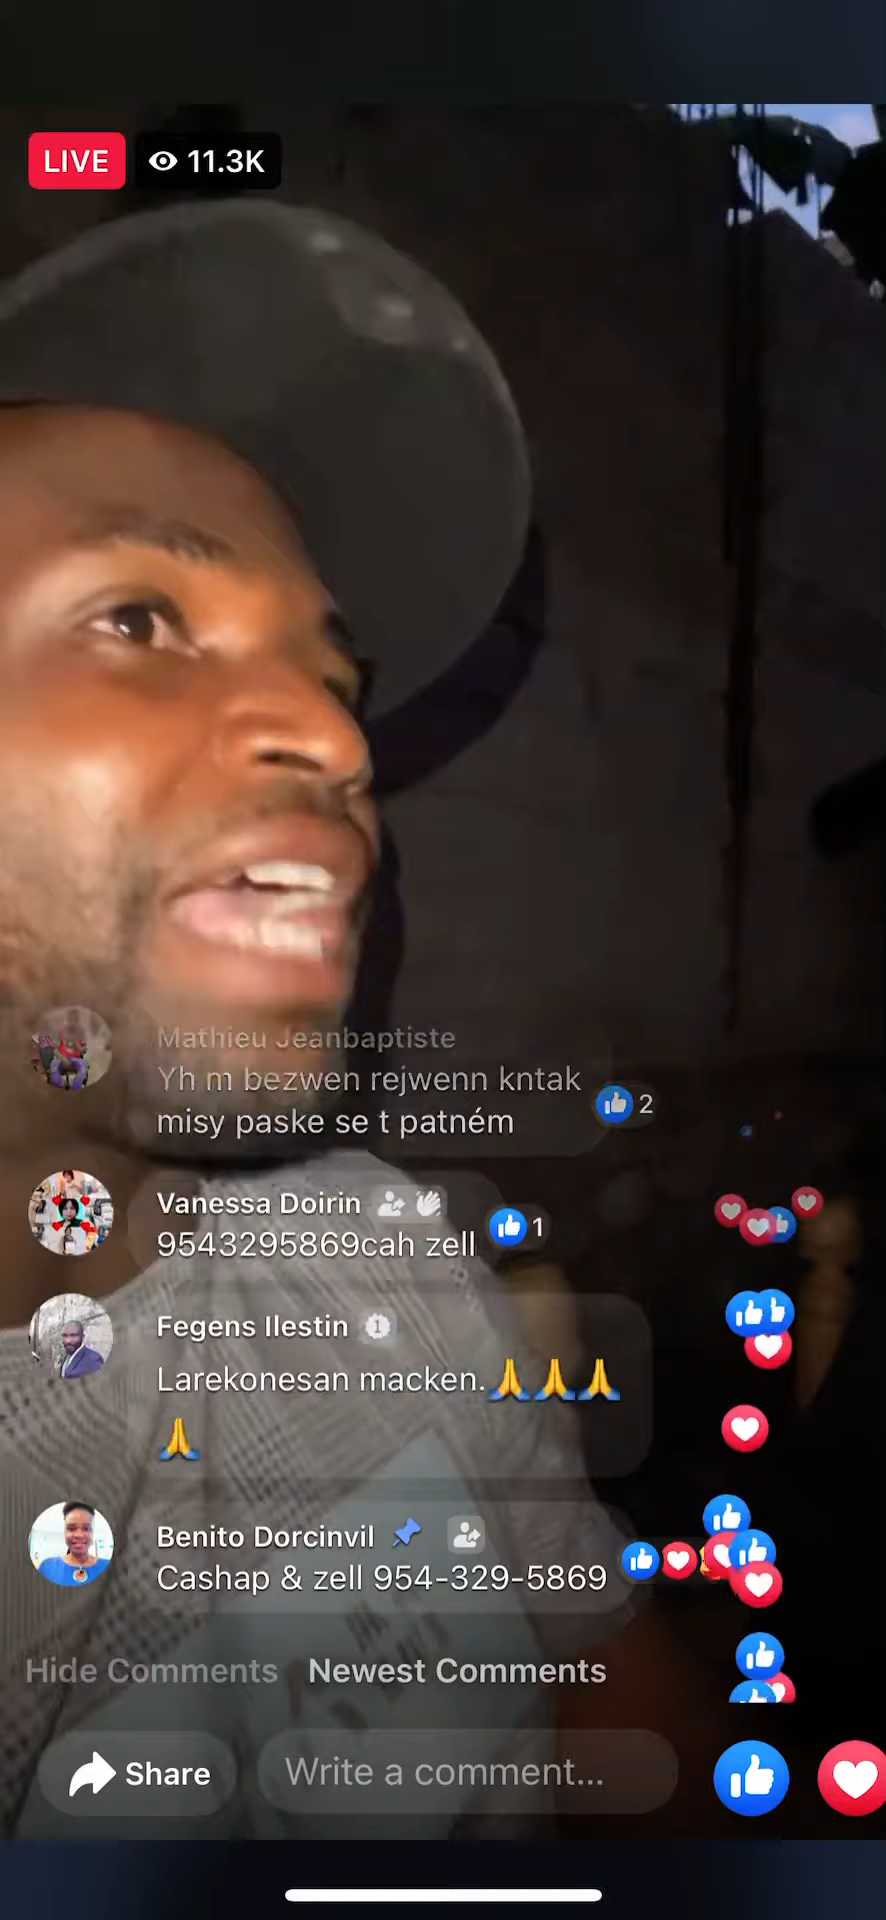 LIVE 11.3K
Mathieu Jeanbaptiste
Yh m bezwen rejwenn kntak
misy paske se t patném
2
Vanessa Doirin
9543295869cah zell
1
Fegens Ilestin
Larekonesan macken.🙏🙏🙏
🙏
Benito Dorcinvil
Cashap & zell 954-329-5869
Hide Comments Newest Comments
Share Write a comment...